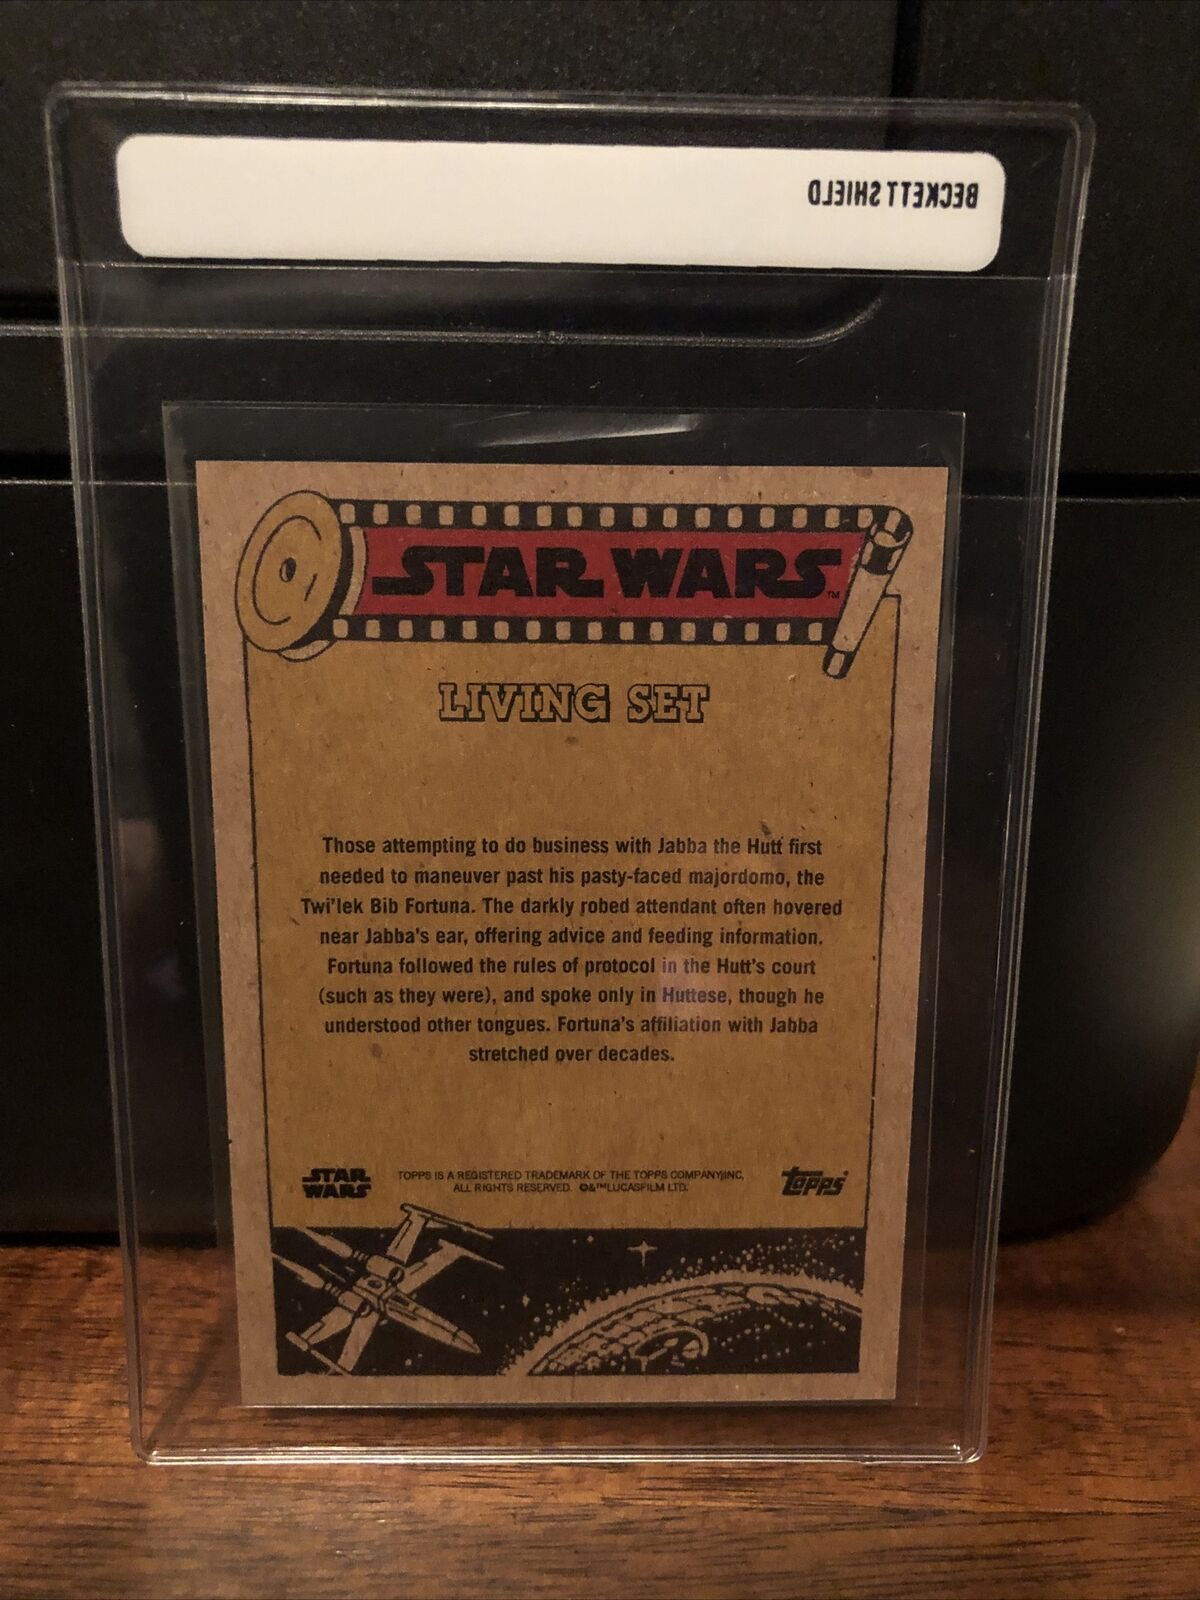 BECKETT SHIELD
STAR WARS™
LIVING SET
Those attempting to do business with Jabba the Hutt first
needed to maneuver past his pasty-faced majordomo, the
Twi'lek Bib Fortuna. The darkly robed attendant often hovered
near Jabba's ear, offering advice and feeding information.
Fortuna followed the rules of protocol in the Hutt's court
(such as they were), and spoke only in Huttese, though he
understood other tongues. Fortuna's affiliation with Jabba
stretched over decades.
STAR
WARS
TOPPS IS A REGISTERED TRADEMARK OF THE TOPPS COMPANY, INC.
ALL RIGHTS RESERVED. ©&™LUCASFILM LTD.
topps®